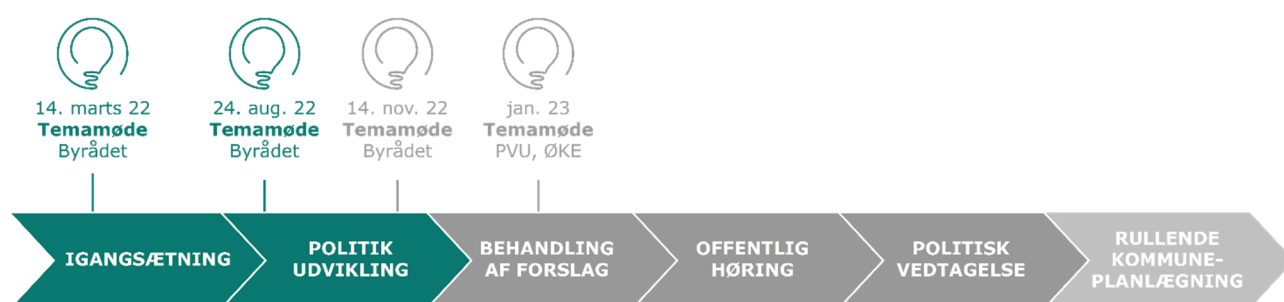 14. marts 22
Temamøde
Byrådet
24. aug. 22
Temamøde
Byrådet
14. nov. 22
Temamøde
Byrådet
jan. 23
Temamøde
PVU, ØKE
IGANGSÆTNING
POLITIK
UDVIKLING
BEHANDLING
AF FORSLAG
OFFENTLIG
HØRING
POLITISK
VEDTAGELSE
RULLENDE
KOMMUNE-
PLANLÆGNING